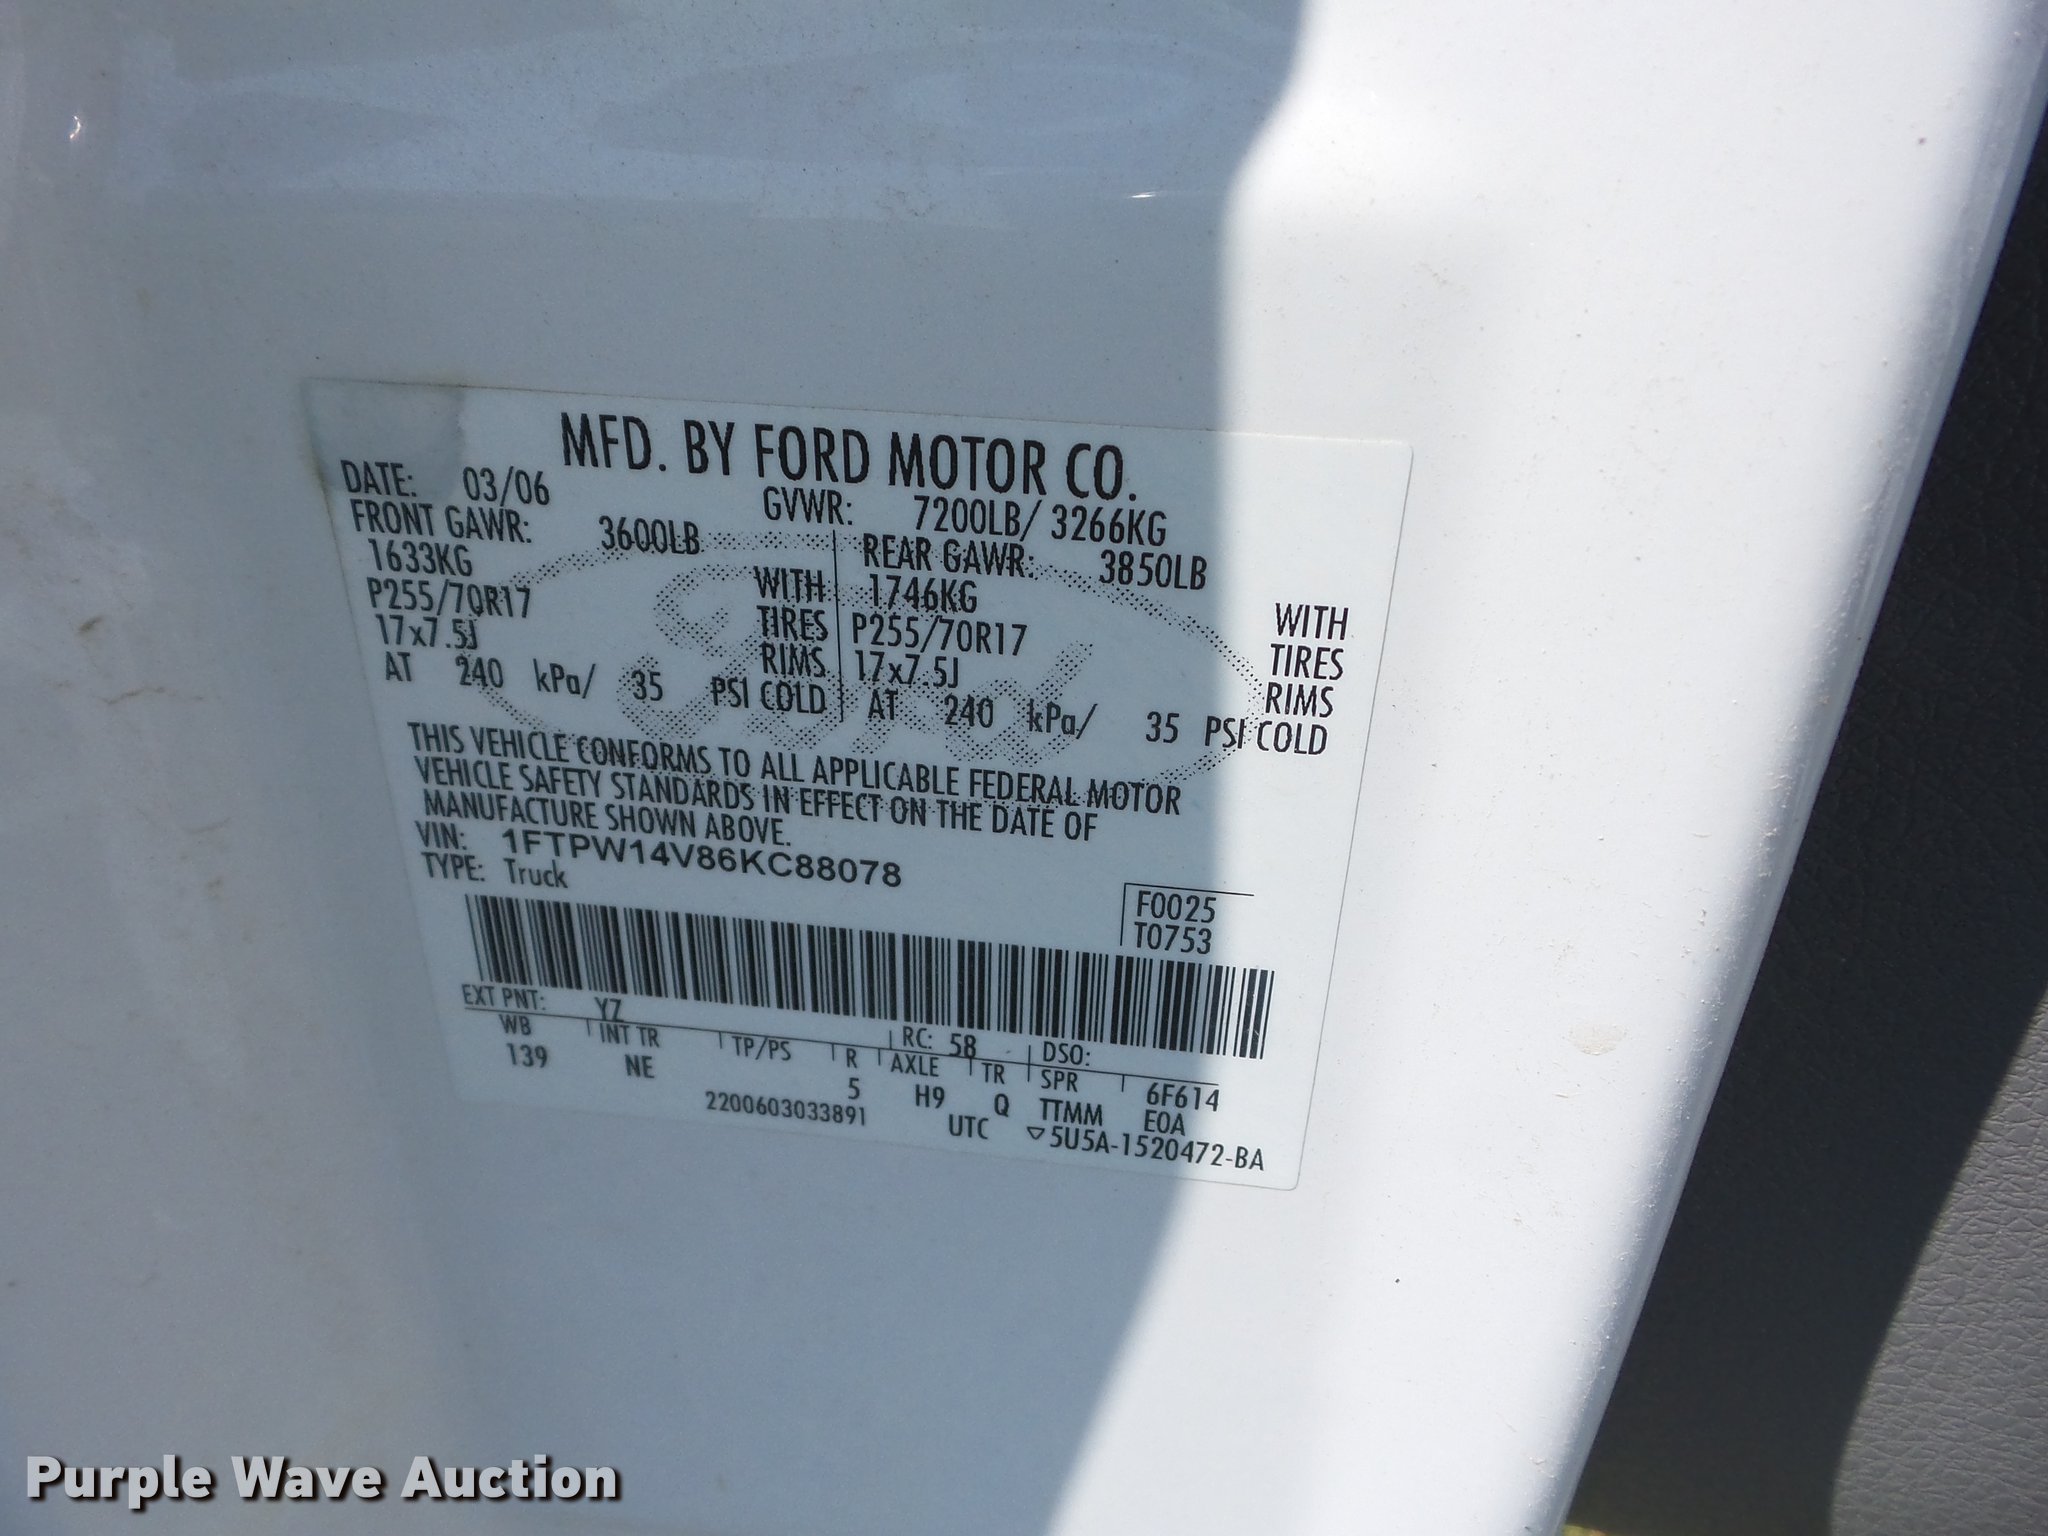 MFD. BY FORD MOTOR CO.
DATE: 03/06 GVWR: 7200LB/ 3266KG
FRONT GAWR: 3600LB REAR GAWR: 3850LB
1633KG WITH 1746KG WITH
P255/70R17 TIRES P255/70R17 TIRES
17x7.5J RIMS 17x7.5J RIMS
AT 240 kPa/ 35 PSI COLD AT 240 kPa/ 35 PSI COLD
THIS VEHICLE CONFORMS TO ALL APPLICABLE FEDERAL MOTOR
VEHICLE SAFETY STANDARDS IN EFFECT ON THE DATE OF
MANUFACTURE SHOWN ABOVE.
VIN: 1FTPW14V86KC88078
TYPE: Truck
F0025
T0753
EXT PNT: YZ RC: 58 DSO:
WB INT TR TP/PS R AXLE TR SPR 6F614
139 NE 5 H9 Q TTMM E0A
2200603033891 UTC ▽5U5A-1520472-BA
Ford
Purple Wave Auction